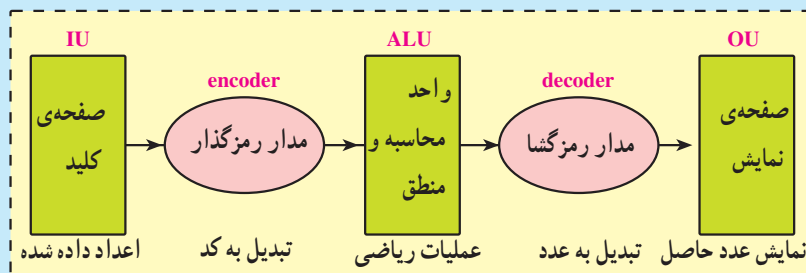 IU
ALU
OU
encoder
decoder
صفحه‌ی
کلید
مدار رمزگذار
واحد
محاسبه و
منطق
مدار رمزگشا
صفحه‌ی
نمایش
اعداد داده شده
تبدیل به کد
عملیات ریاضی
تبدیل به عدد
نمایش عدد حاصل